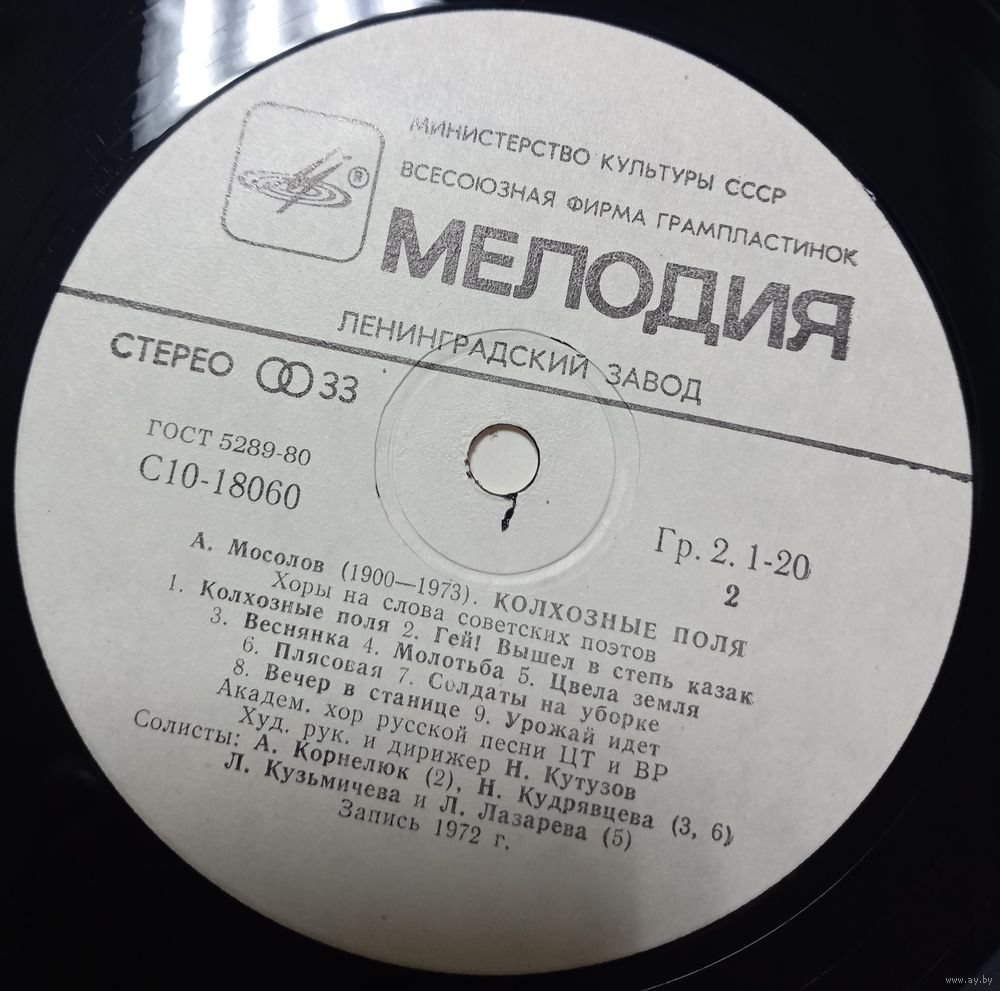 МИНИСТЕРСТВО КУЛЬТУРЫ СССР
ВСЕСОЮЗНАЯ ФИРМА ГРАМПЛАСТИНОК
®
МЕЛОДИЯ
ЛЕНИНГРАДСКИЙ ЗАВОД
СТЕРЕО 33
ГОСТ 5289-80
С10-18060
Гр. 2. 1-20
2
А. Мосолов (1900—1973). КОЛХОЗНЫЕ ПОЛЯ
Хоры на слова советских поэтов
1. Колхозные поля 2. Гей! Вышел в степь казак
3. Веснянка 4. Молотьба 5. Цвела земля
6. Плясовая 7. Солдаты на уборке
8. Вечер в станице 9. Урожай идет
Академ. хор русской песни ЦТ и ВР
Худ. рук. и дирижер Н. Кутузов
Солисты: А. Корнелюк (2), Н. Кудрявцева (3, 6)
Л. Кузьмичева и Л. Лазарева (5)
Запись 1972 г.
www.ay.by